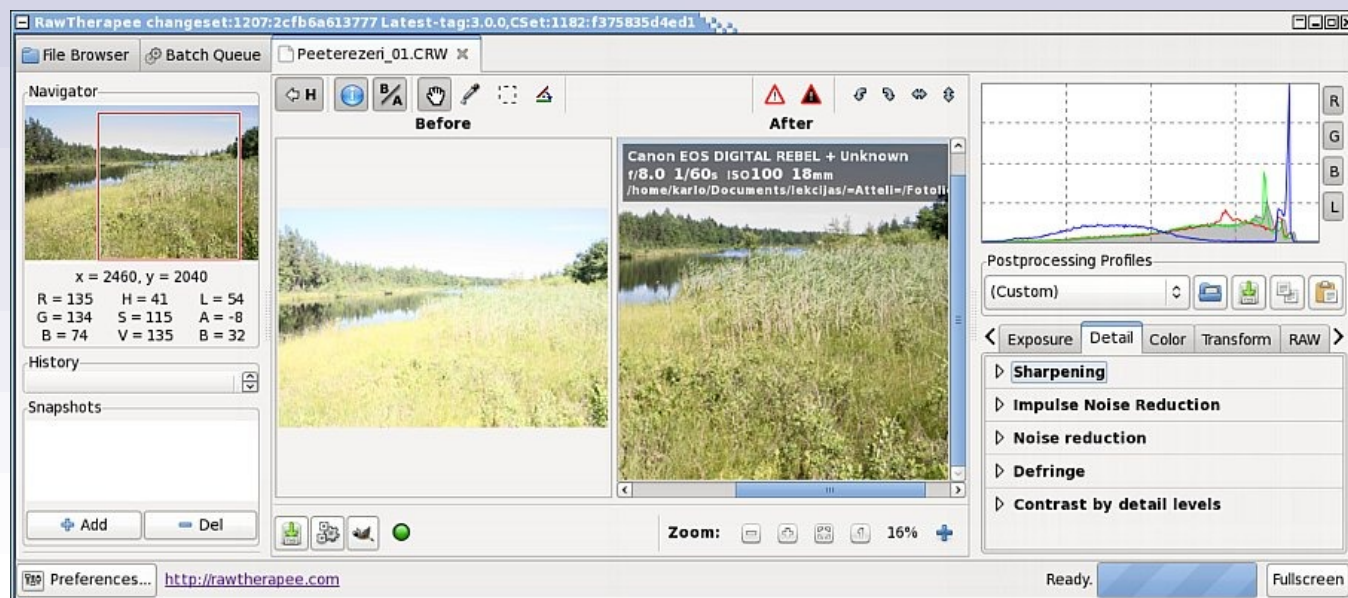 RawTherapee changeset:1207:2cfb6a613777 Latest-tag:3.0.0,CSet:1182:f375835d4ed1
File Browser
Batch Queue
Peeterezeri_01.CRW
Navigator
x = 2460, y = 2040
R = 135 H = 41 L = 54
G = 134 S = 115 A = -8
B = 74 V = 135 B = 32
History
Snapshots
Add
Del
H
B/A
Before
After
Canon EOS DIGITAL REBEL + Unknown
f/8.0 1/60s ISO100 18mm
/home/karlo/Documents/lekcijas/=Atteli=/Fotoli
Zoom:
16%
R
G
B
L
Postprocessing Profiles
(Custom)
Exposure
Detail
Color
Transform
RAW
Sharpening
Impulse Noise Reduction
Noise reduction
Defringe
Contrast by detail levels
Preferences...
http://rawtherapee.com
Ready.
Fullscreen